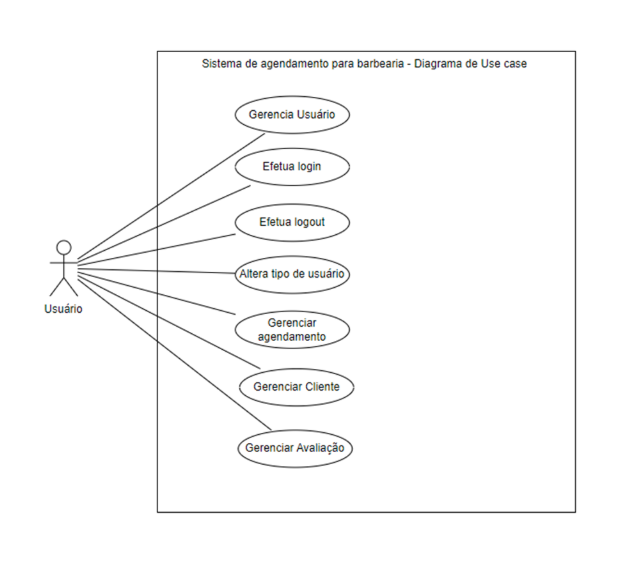 Sistema de agendamento para barbearia - Diagrama de Use case
Gerencia Usuário
Efetua login
Efetua logout
Altera tipo de usuário
Usuário
Gerenciar
agendamento
Gerenciar Cliente
Gerenciar Avaliação